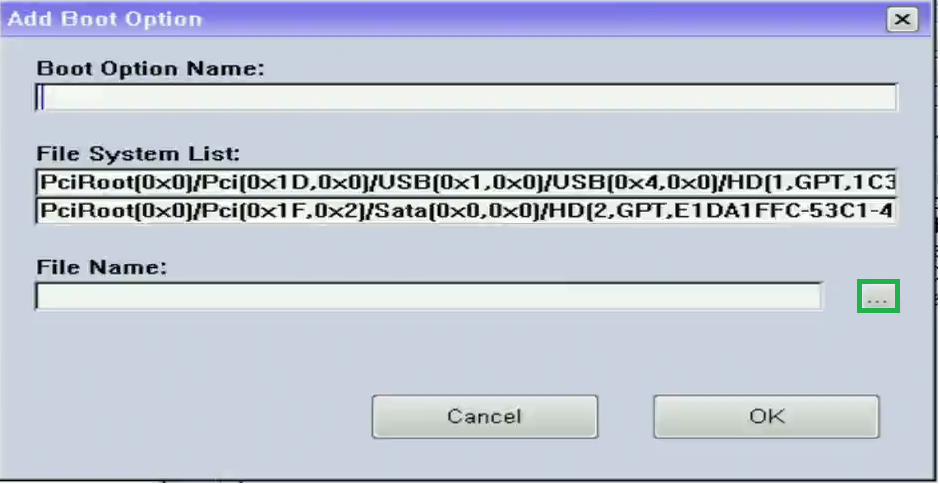 Add Boot Option
Boot Option Name:
File System List:
PciRoot(0x0)/Pci(0x1D,0x0)/USB(0x1,0x0)/USB(0x4,0x0)/HD(1,GPT,1C3
PciRoot(0x0)/Pci(0x1F,0x2)/Sata(0x0,0x0)/HD(2,GPT,E1DA1FFC-53C1-4
File Name:
...
Cancel
OK